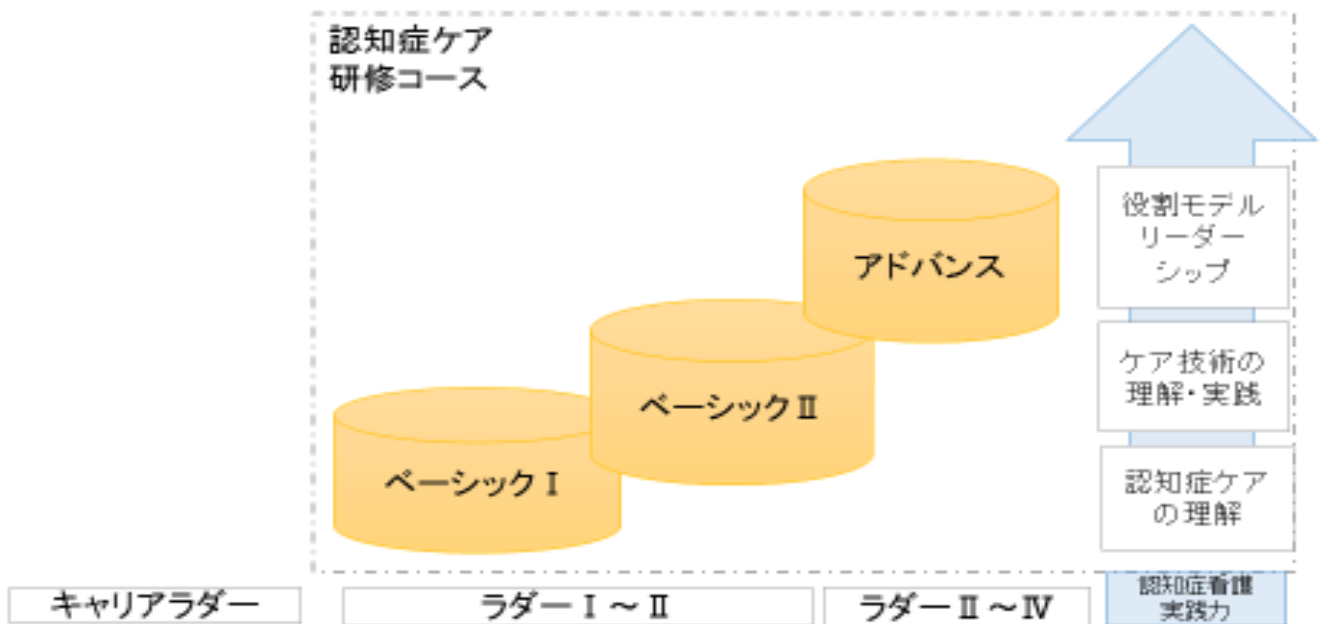 認知症ケア
研修コース
アドバンス
ベーシックⅡ
ベーシックⅠ
役割モデル
リーダー
シップ
ケア技術の
理解・実践
認知症ケア
の理解
キャリアラダー
ラダーⅠ～Ⅱ
ラダーⅡ～Ⅳ
認知症看護
実践力